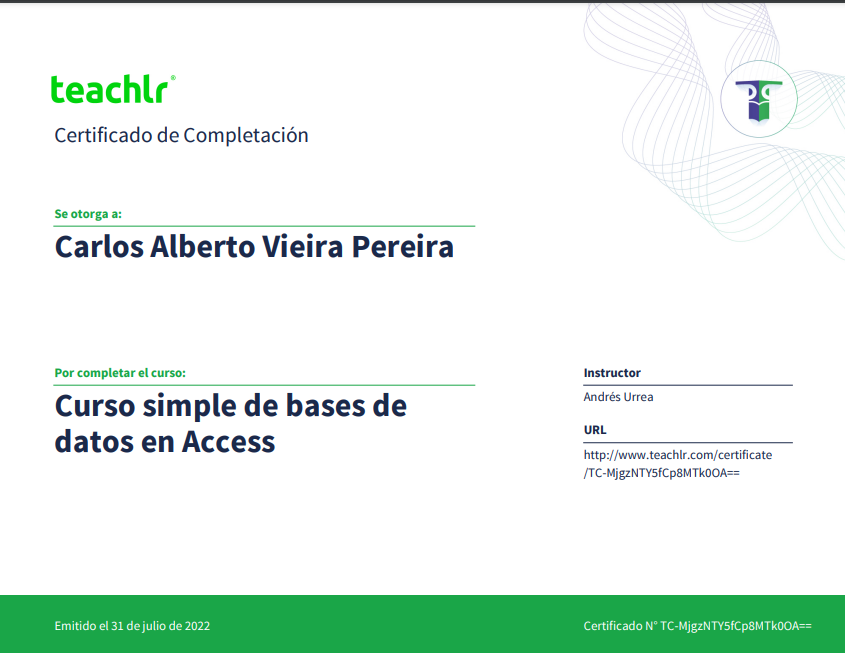 teachlr®
Certificado de Completación
Se otorga a:
Carlos Alberto Vieira Pereira
Por completar el curso:
Curso simple de bases de
datos en Access
Instructor
Andrés Urrea
URL
http://www.teachlr.com/certificate
/TC-MjgzNTY5fCp8MTk0OA==
Emitido el 31 de julio de 2022
Certificado N° TC-MjgzNTY5fCp8MTk0OA==